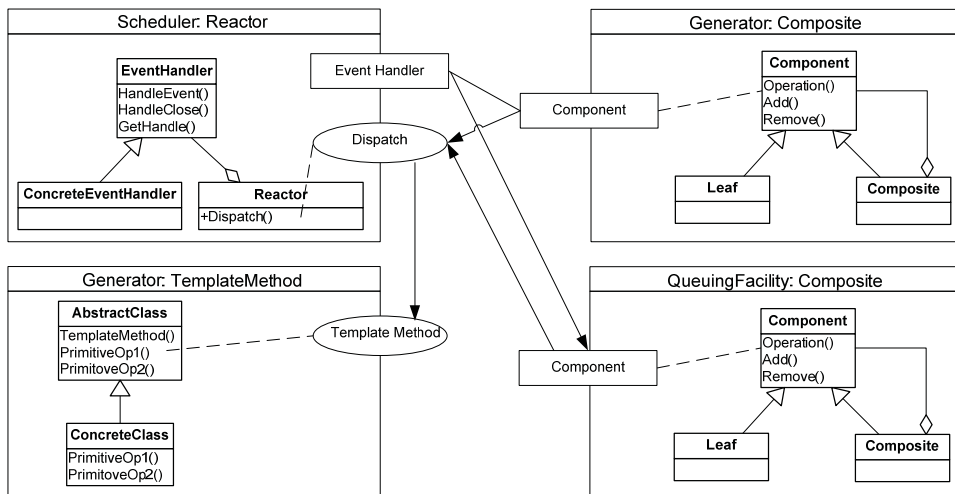 Scheduler: Reactor
EventHandler
HandleEvent()
HandleClose()
GetHandle()
ConcreteEventHandler
Reactor
+Dispatch()
Event Handler
Dispatch
Generator: Composite
Component
Component
Operation()
Add()
Remove()
Leaf
Composite
Generator: TemplateMethod
AbstractClass
TemplateMethod()
PrimitiveOp1()
PrimitoveOp2()
ConcreteClass
PrimitiveOp1()
PrimitoveOp2()
Template Method
QueuingFacility: Composite
Component
Component
Operation()
Add()
Remove()
Leaf
Composite